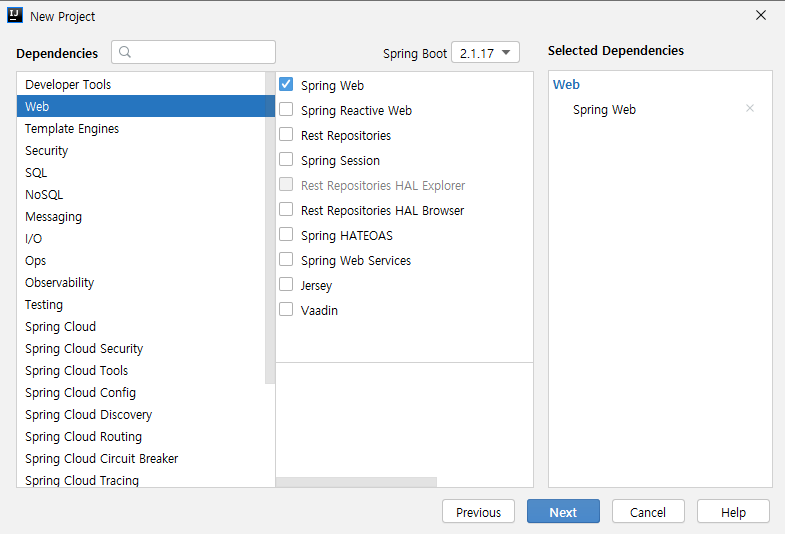 New Project
Dependencies
Spring Boot 2.1.17
Selected Dependencies
Developer Tools
Web
Template Engines
Security
SQL
NoSQL
Messaging
I/O
Ops
Observability
Testing
Spring Cloud
Spring Cloud Security
Spring Cloud Tools
Spring Cloud Config
Spring Cloud Discovery
Spring Cloud Routing
Spring Cloud Circuit Breaker
Spring Cloud Tracing
Spring Web
Spring Reactive Web
Rest Repositories
Spring Session
Rest Repositories HAL Explorer
Rest Repositories HAL Browser
Spring HATEOAS
Spring Web Services
Jersey
Vaadin
Web
Spring Web
Previous
Next
Cancel
Help